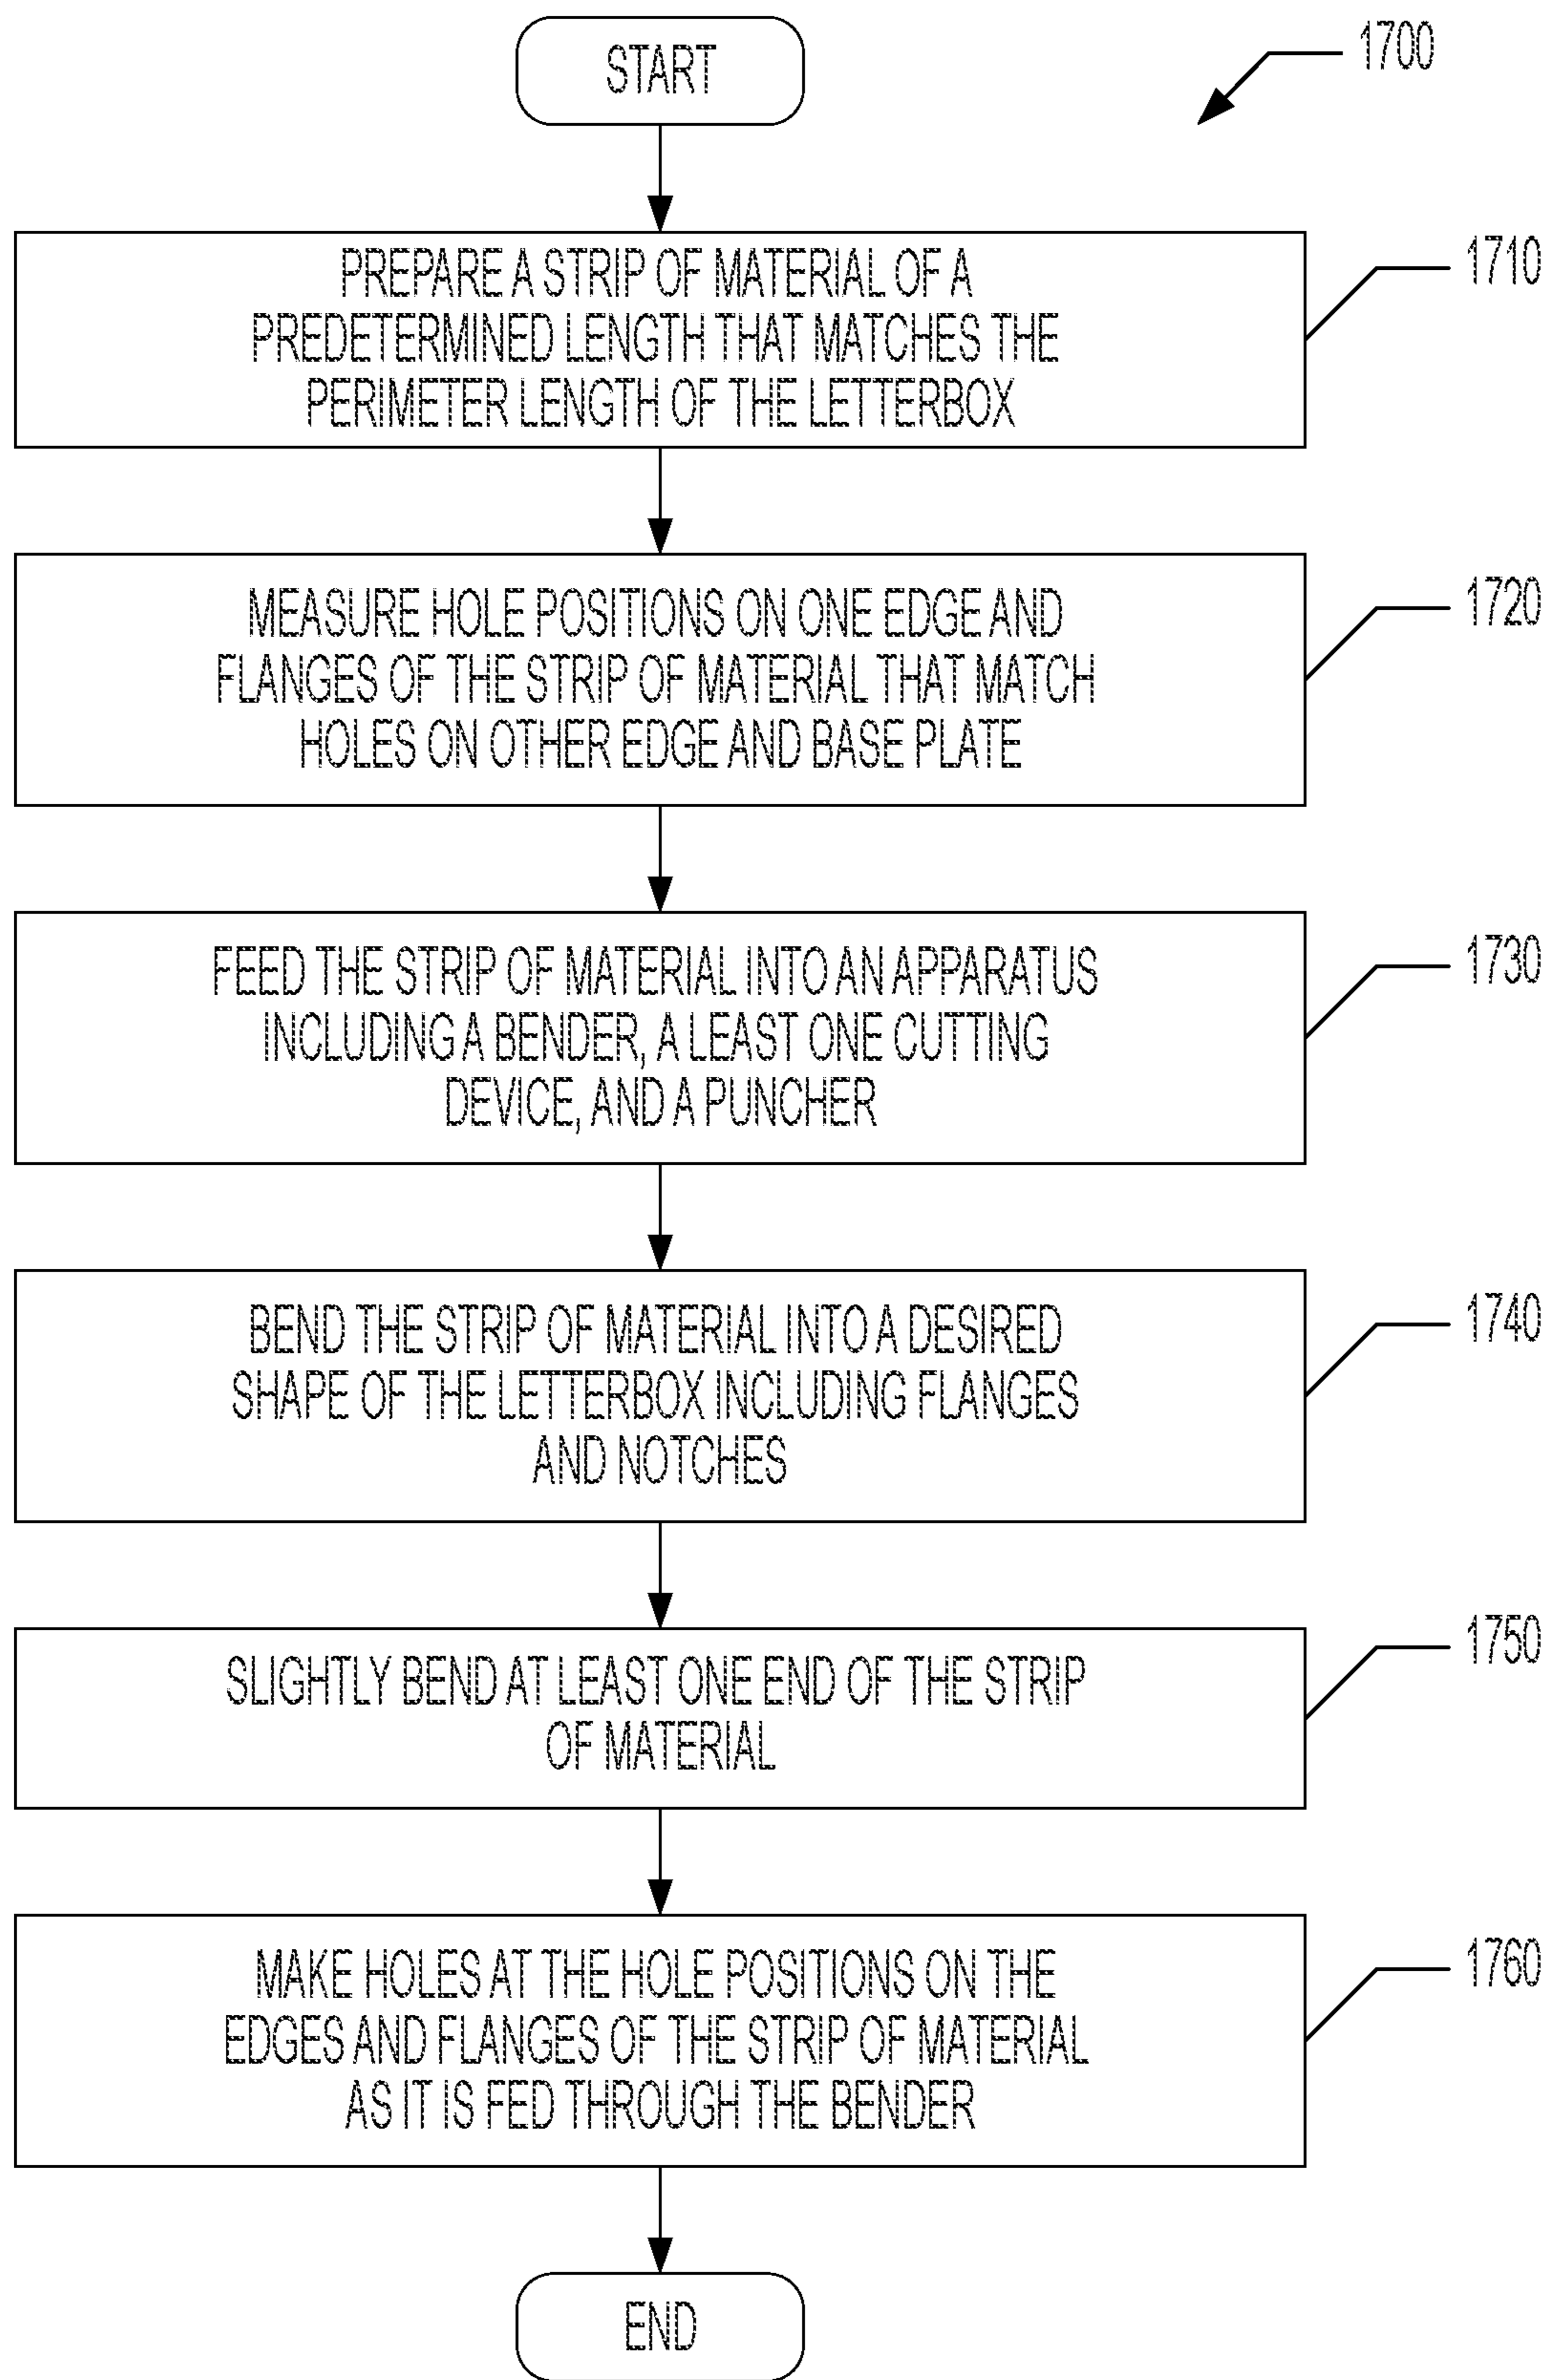 START
1700
PREPARE A STRIP OF MATERIAL OF A
PREDETERMINED LENGTH THAT MATCHES THE
PERIMETER LENGTH OF THE LETTERBOX
1710
MEASURE HOLE POSITIONS ON ONE EDGE AND
FLANGES OF THE STRIP OF MATERIAL THAT MATCH
HOLES ON OTHER EDGE AND BASE PLATE
1720
FEED THE STRIP OF MATERIAL INTO AN APPARATUS
INCLUDING A BENDER, A LEAST ONE CUTTING
DEVICE, AND A PUNCHER
1730
BEND THE STRIP OF MATERIAL INTO A DESIRED
SHAPE OF THE LETTERBOX INCLUDING FLANGES
AND NOTCHES
1740
SLIGHTLY BEND AT LEAST ONE END OF THE STRIP
OF MATERIAL
1750
MAKE HOLES AT THE HOLE POSITIONS ON THE
EDGES AND FLANGES OF THE STRIP OF MATERIAL
AS IT IS FED THROUGH THE BENDER
1760
END